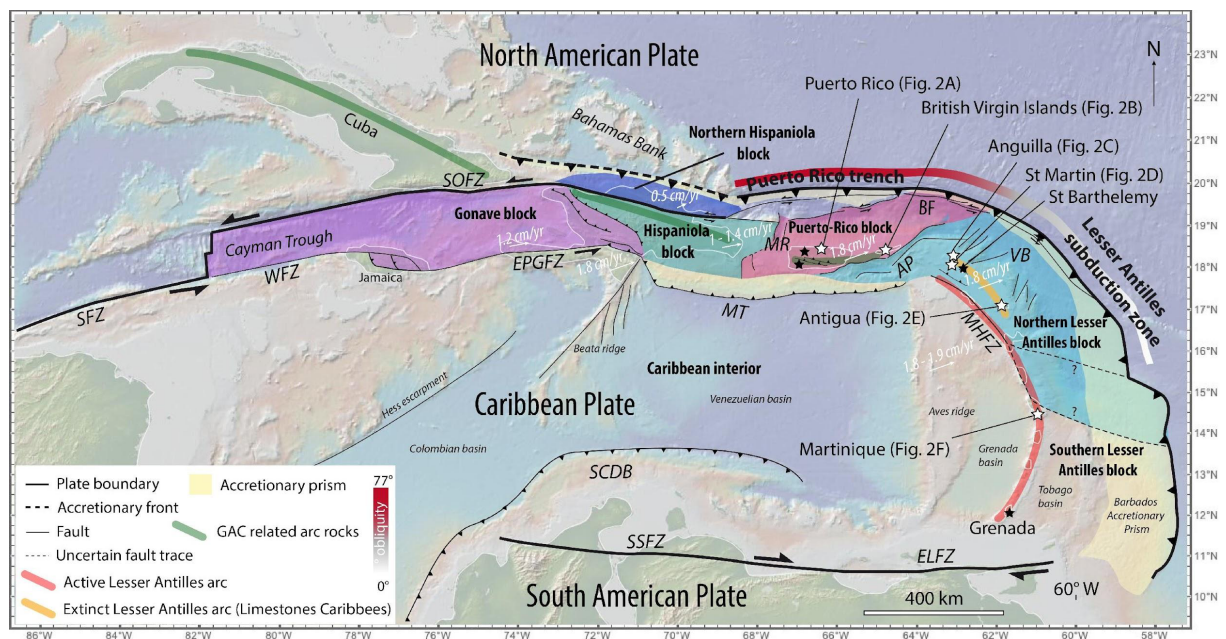 North American Plate
N
Puerto Rico (Fig. 2A)
British Virgin Islands (Fig. 2B)
Anguilla (Fig. 2C)
St Martin (Fig. 2D)
St Barthelemy
Bahamas Bank
Northern Hispaniola
block
Cuba
SOFZ
0.5 cm/yr
Puerto Rico trench
BF
Lesser Antilles
subduction zone
Gonave block
Cayman Trough
1.2 cm/yr
Hispaniola
block
1.4 cm/yr
MR
Puerto-Rico block
1.8 cm/yr
AP
VB
1.8 cm/yr
WFZ
Jamaica
EPGFZ
1.8 cm/yr
SFZ
MT
Antigua (Fig. 2E)
MHFZ
Northern Lesser
Antilles block
Beata ridge
Hess escarpment
Caribbean interior
1.8 - 1.9 cm/yr
?
Caribbean Plate
Venezuelian basin
Aves ridge
?
Colombian basin
Martinique (Fig. 2F)
Grenada
basin
Southern Lesser
Antilles block
SCDB
Tobago
basin
Barbados
Accretionary
Prism
Grenada
SSFZ
ELFZ
60° W
South American Plate
400 km
Plate boundary
Accretionary prism
77°
Accretionary front
obliquity
Fault
GAC related arc rocks
Uncertain fault trace
0°
Active Lesser Antilles arc
Extinct Lesser Antilles arc (Limestones Caribbees)
23°N
22°N
21°N
20°N
19°N
18°N
17°N
16°N
15°N
14°N
13°N
12°N
11°N
10°N
86°W
84°W
82°W
80°W
78°W
76°W
74°W
72°W
70°W
68°W
66°W
64°W
62°W
60°W
58°W